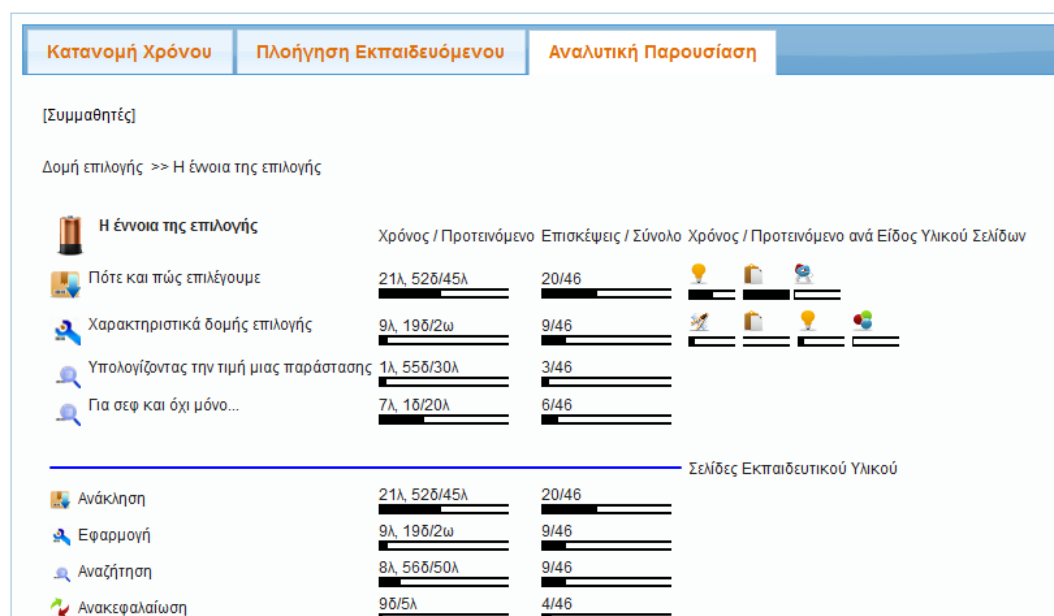 Κατανομή Χρόνου Πλοήγηση Εκπαιδευόμενου Αναλυτική Παρουσίαση
[Συμμαθητές]
Δομή επιλογής >> Η έννοια της επιλογής
Η έννοια της επιλογής Χρόνος / Προτεινόμενο Επισκέψεις / Σύνολο Χρόνος / Προτεινόμενο ανά Είδος Υλικού Σελίδων
Πότε και πώς επιλέγουμε 21λ, 52δ/45λ 20/46
Χαρακτηριστικά δομής επιλογής 9λ, 19δ/2ω 9/46
Υπολογίζοντας την τιμή μιας παράστασης 1λ, 55δ/30λ 3/46
Για σεφ και όχι μόνο... 7λ, 1δ/20λ 6/46
Σελίδες Εκπαιδευτικού Υλικού
Ανάκληση 21λ, 52δ/45λ 20/46
Εφαρμογή 9λ, 19δ/2ω 9/46
Αναζήτηση 8λ, 56δ/50λ 9/46
Ανακεφαλαίωση 9δ/5λ 4/46